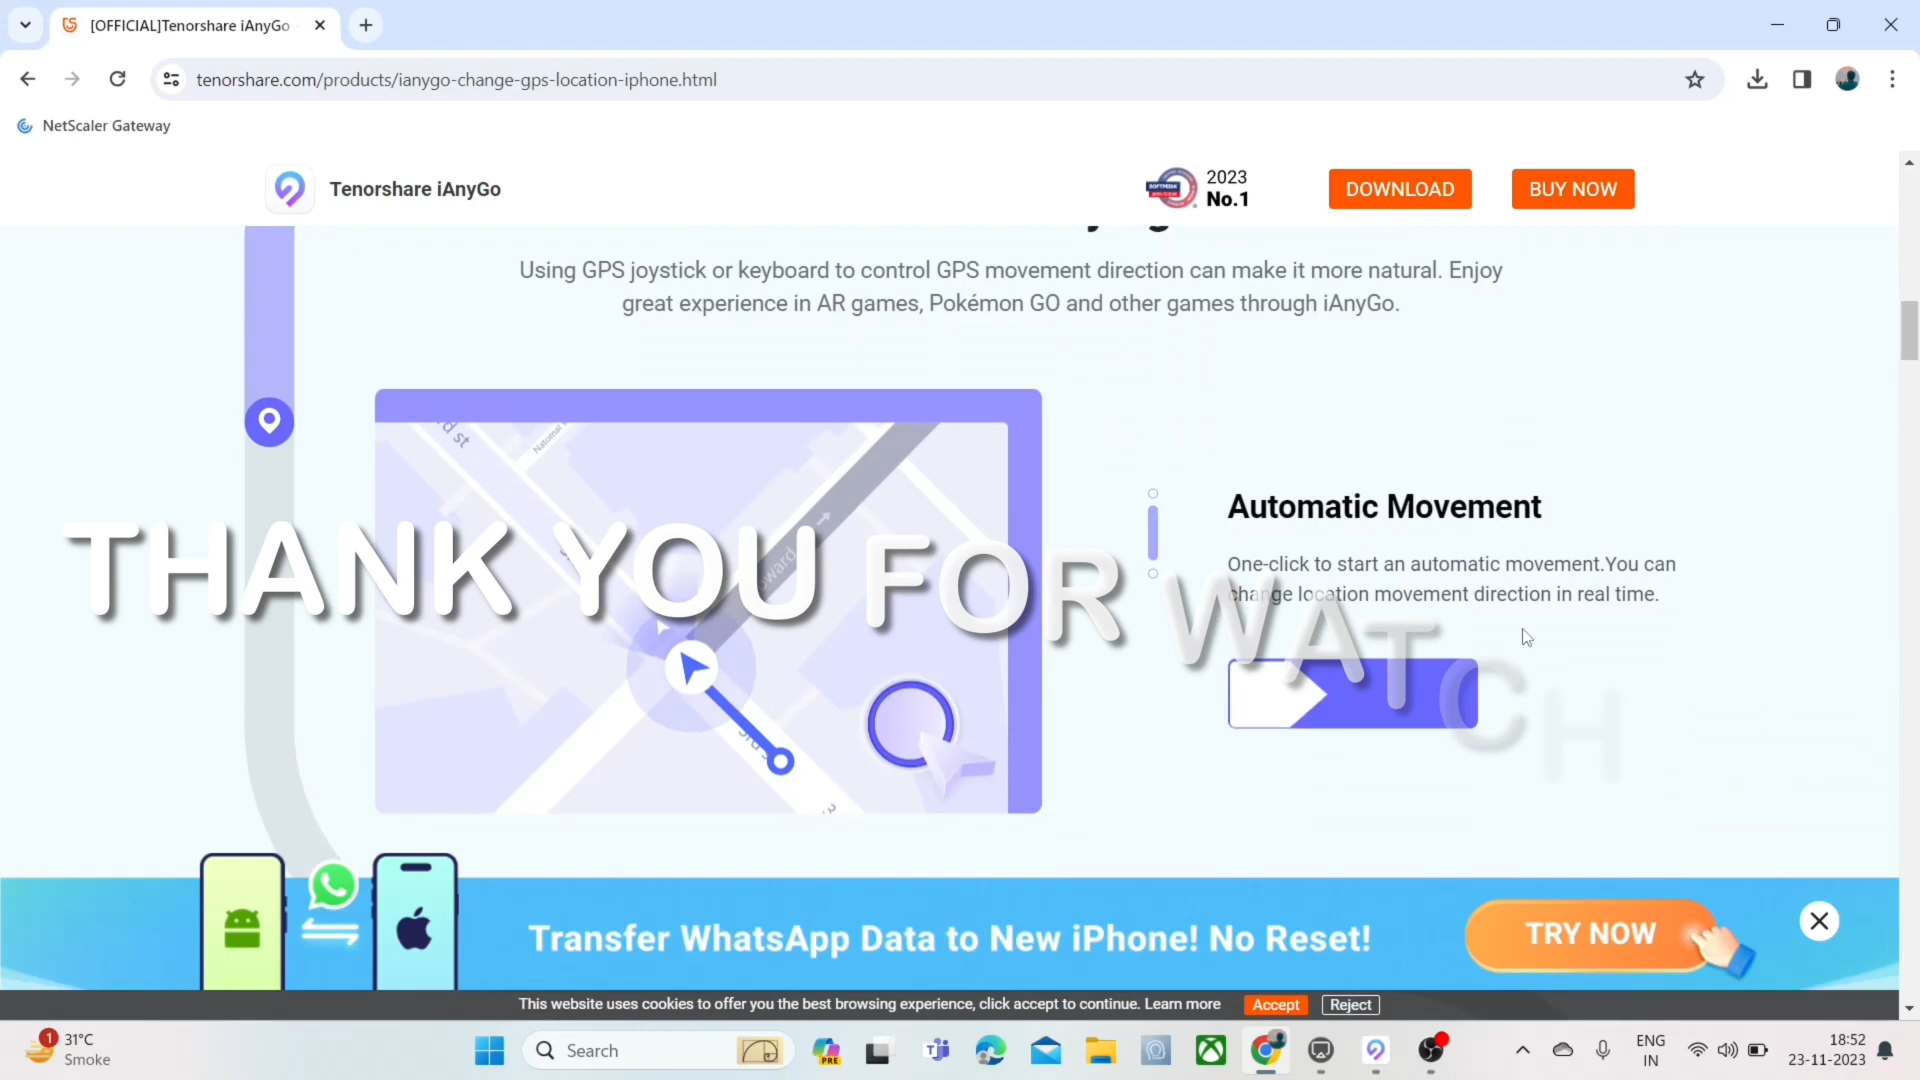 [OFFICIAL]Tenorshare iAnyGo
tenorshare.com/products/ianygo-change-gps-location-iphone.html
NetScaler Gateway
Tenorshare iAnyGo
2023
No.1
DOWNLOAD
BUY NOW
Using GPS joystick or keyboard to control GPS movement direction can make it more natural. Enjoy
great experience in AR games, Pokémon GO and other games through iAnyGo.
Automatic Movement
One-click to start an automatic movement.You can
change location movement direction in real time.
THANK YOU FOR WATCH
Transfer WhatsApp Data to New iPhone! No Reset!
TRY NOW
This website uses cookies to offer you the best browsing experience, click accept to continue. Learn more
Accept
Reject
1
31°C
Smoke
Search
PRE
ENG
IN
18:52
23-11-2023